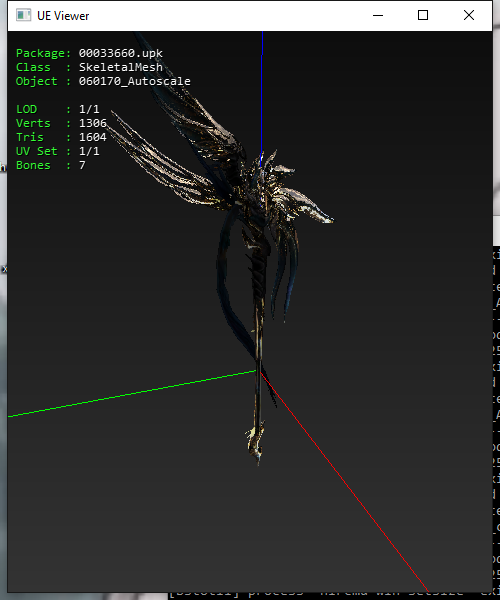 UE Viewer
Package: 00033660.upk
Class : SkeletalMesh
Object : 060170_Autoscale
LOD : 1/1
Verts : 1306
Tris : 1604
UV Set : 1/1
Bones : 7